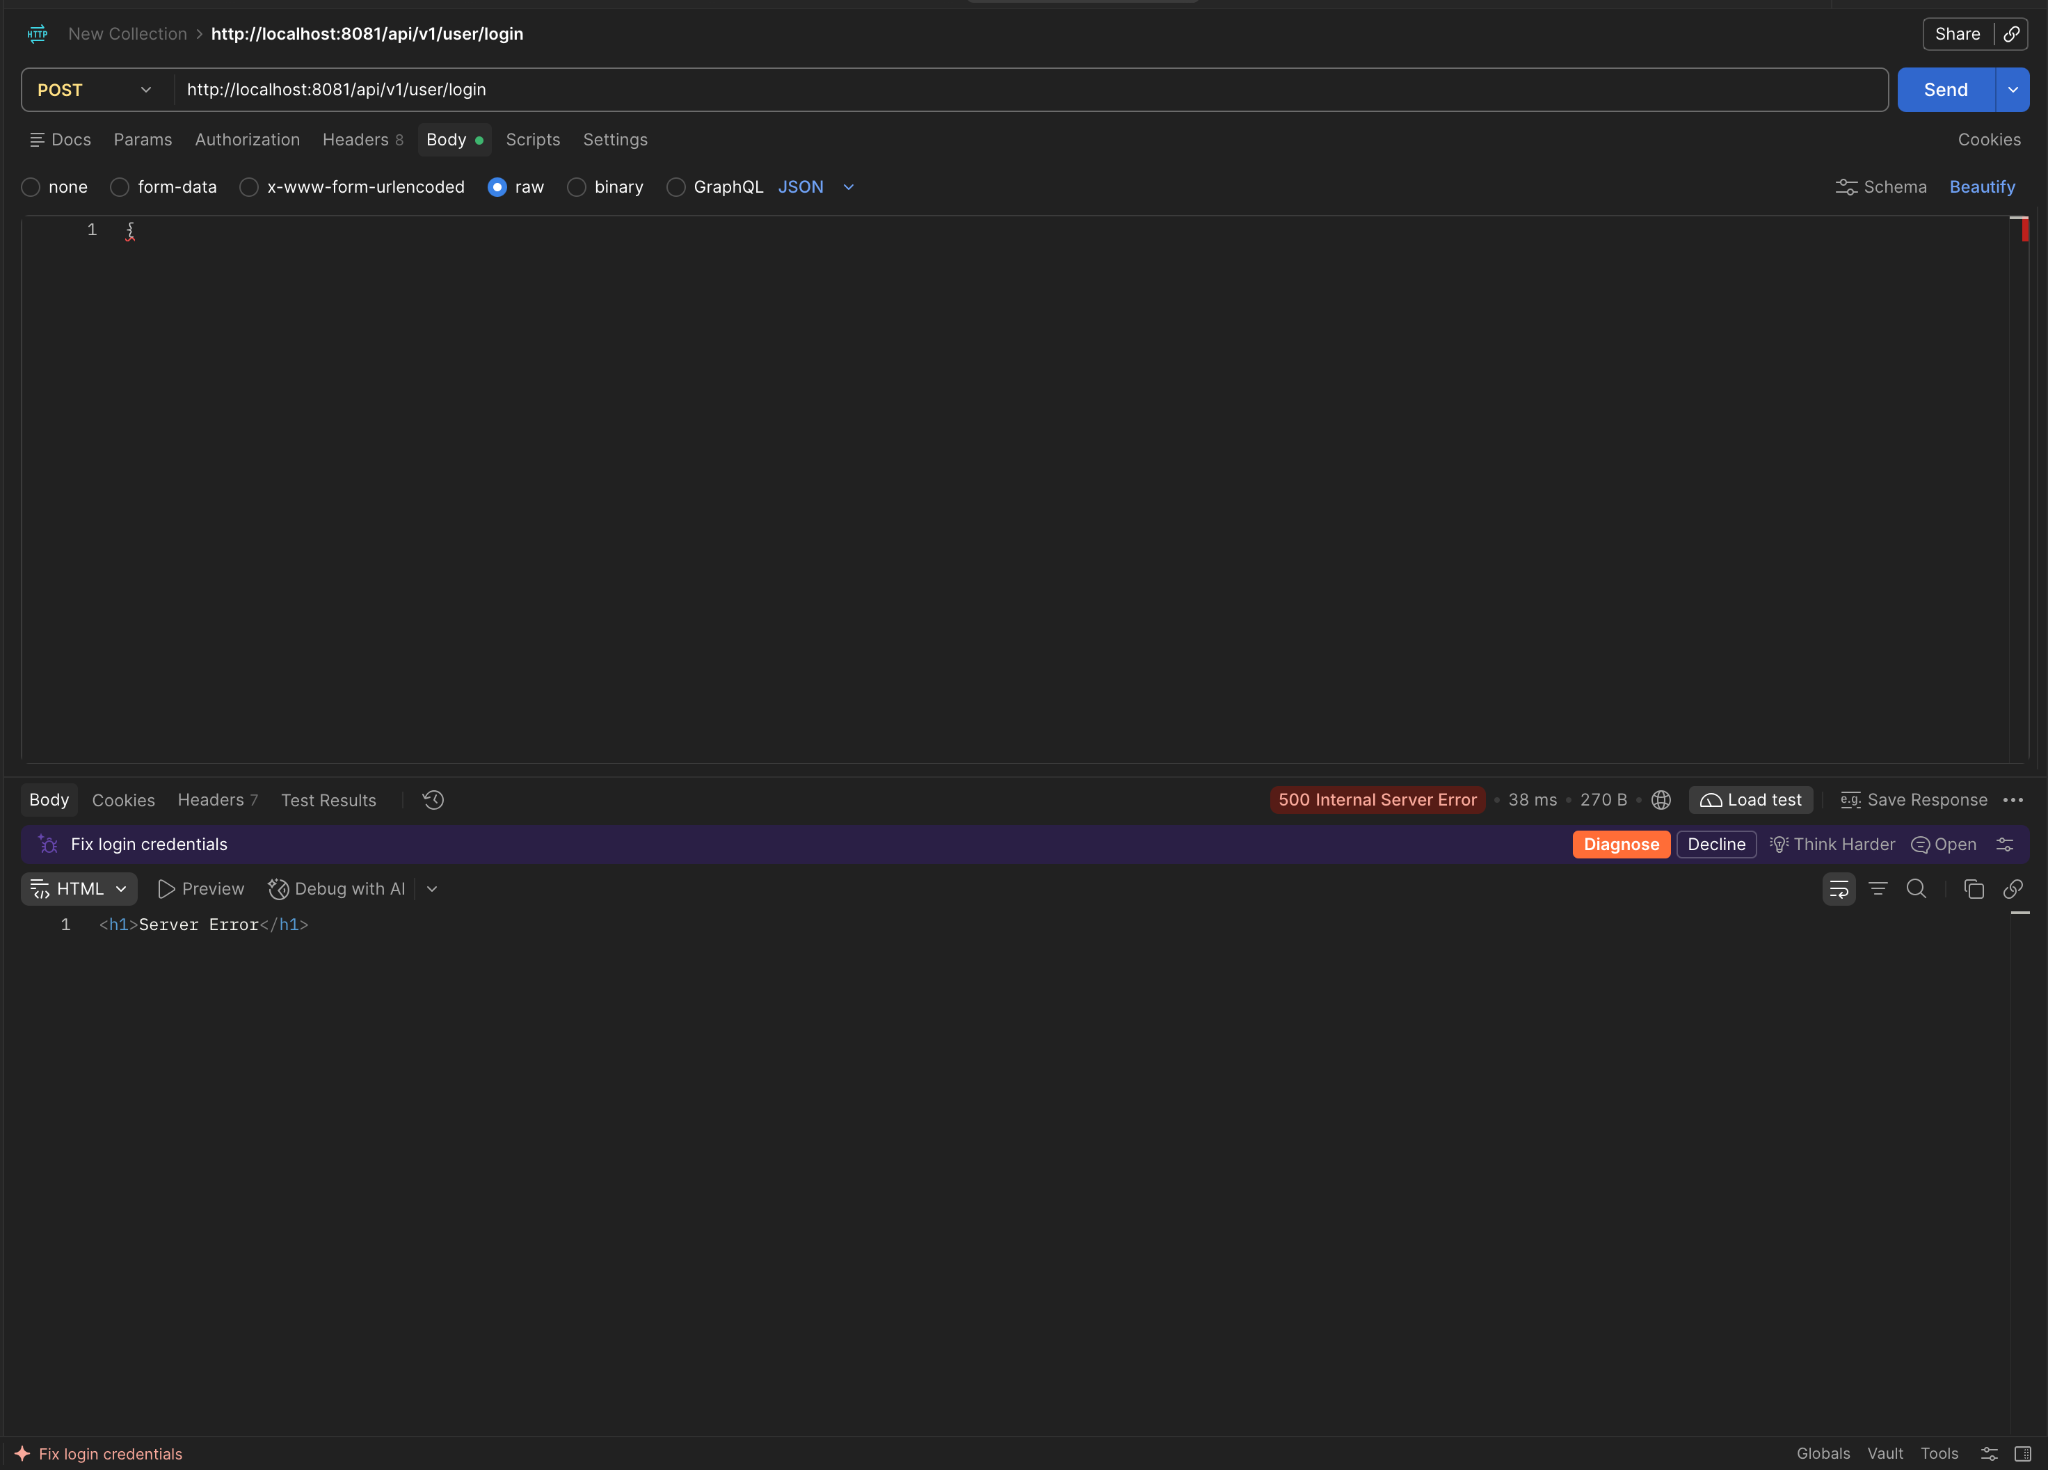 HTTP New Collection > http://localhost:8081/api/v1/user/login Share
POST http://localhost:8081/api/v1/user/login Send
Docs Params Authorization Headers 8 Body Scripts Settings Cookies
none form-data x-www-form-urlencoded raw binary GraphQL JSON Schema Beautify
1 {
Body Cookies Headers 7 Test Results 500 Internal Server Error • 38 ms • 270 B • Load test e.g. Save Response
Fix login credentials Diagnose Decline Think Harder Open
HTML Preview Debug with AI
1 <h1>Server Error</h1>
Fix login credentials Globals Vault Tools